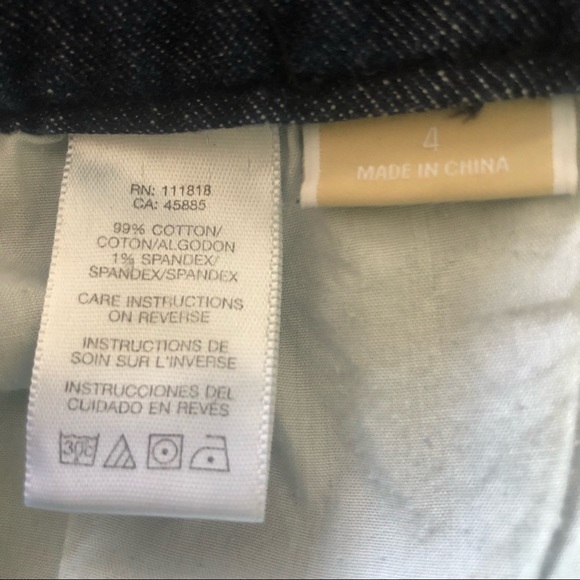 RN: 111818
CA: 45885
99% COTTON/
COTON/ALGODON
1% SPANDEX/
SPANDEX/SPANDEX
CARE INSTRUCTIONS
ON REVERSE
INSTRUCTIONS DE
SOIN SUR L'INVERSE
INSTRUCCIONES DEL
CUIDADO EN REVÉS
30C
4
MADE IN CHINA